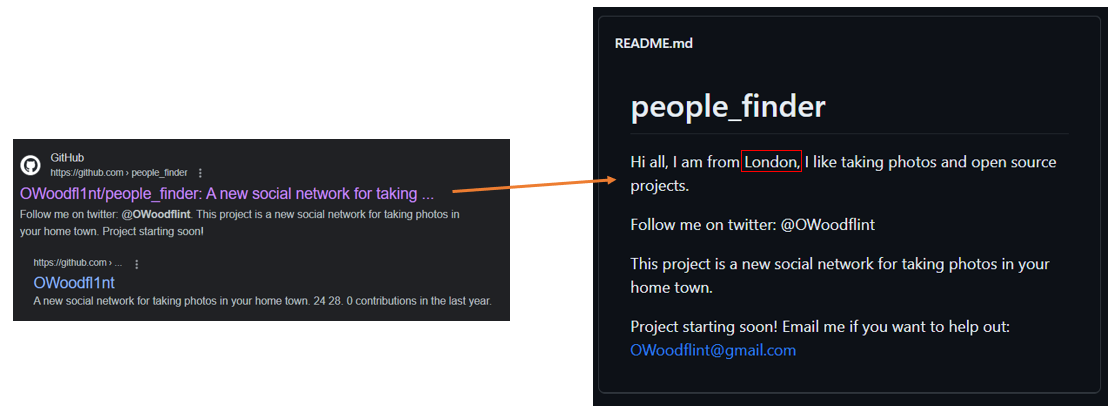 GitHub
https://github.com › people_finder
OWoodfl1nt/people_finder: A new social network for taking ...
Follow me on twitter: @OWoodflint. This project is a new social network for taking photos in
your home town. Project starting soon!
https://github.com › ...
OWoodfl1nt
A new social network for taking photos in your home town. 24 28. 0 contributions in the last year.
README.md
people_finder
Hi all, I am from London, I like taking photos and open source
projects.
Follow me on twitter: @OWoodflint
This project is a new social network for taking photos in your
home town.
Project starting soon! Email me if you want to help out:
OWoodflint@gmail.com